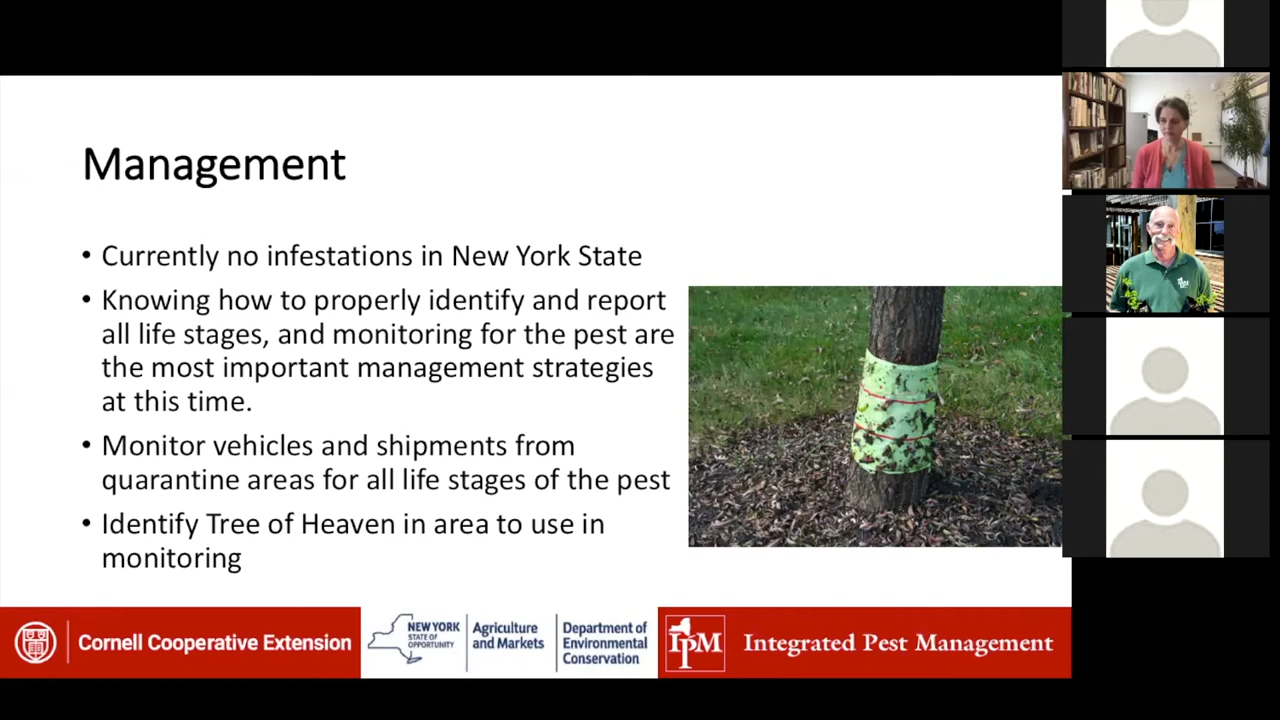 Management
• Currently no infestations in New York State
• Knowing how to properly identify and report
all life stages, and monitoring for the pest are
the most important management strategies
at this time.
• Monitor vehicles and shipments from
quarantine areas for all life stages of the pest
• Identify Tree of Heaven in area to use in
monitoring
Cornell Cooperative Extension
NEW YORK
STATE OF
OPPORTUNITY
Agriculture
and Markets
Department of
Environmental
Conservation
IPM
Integrated Pest Management